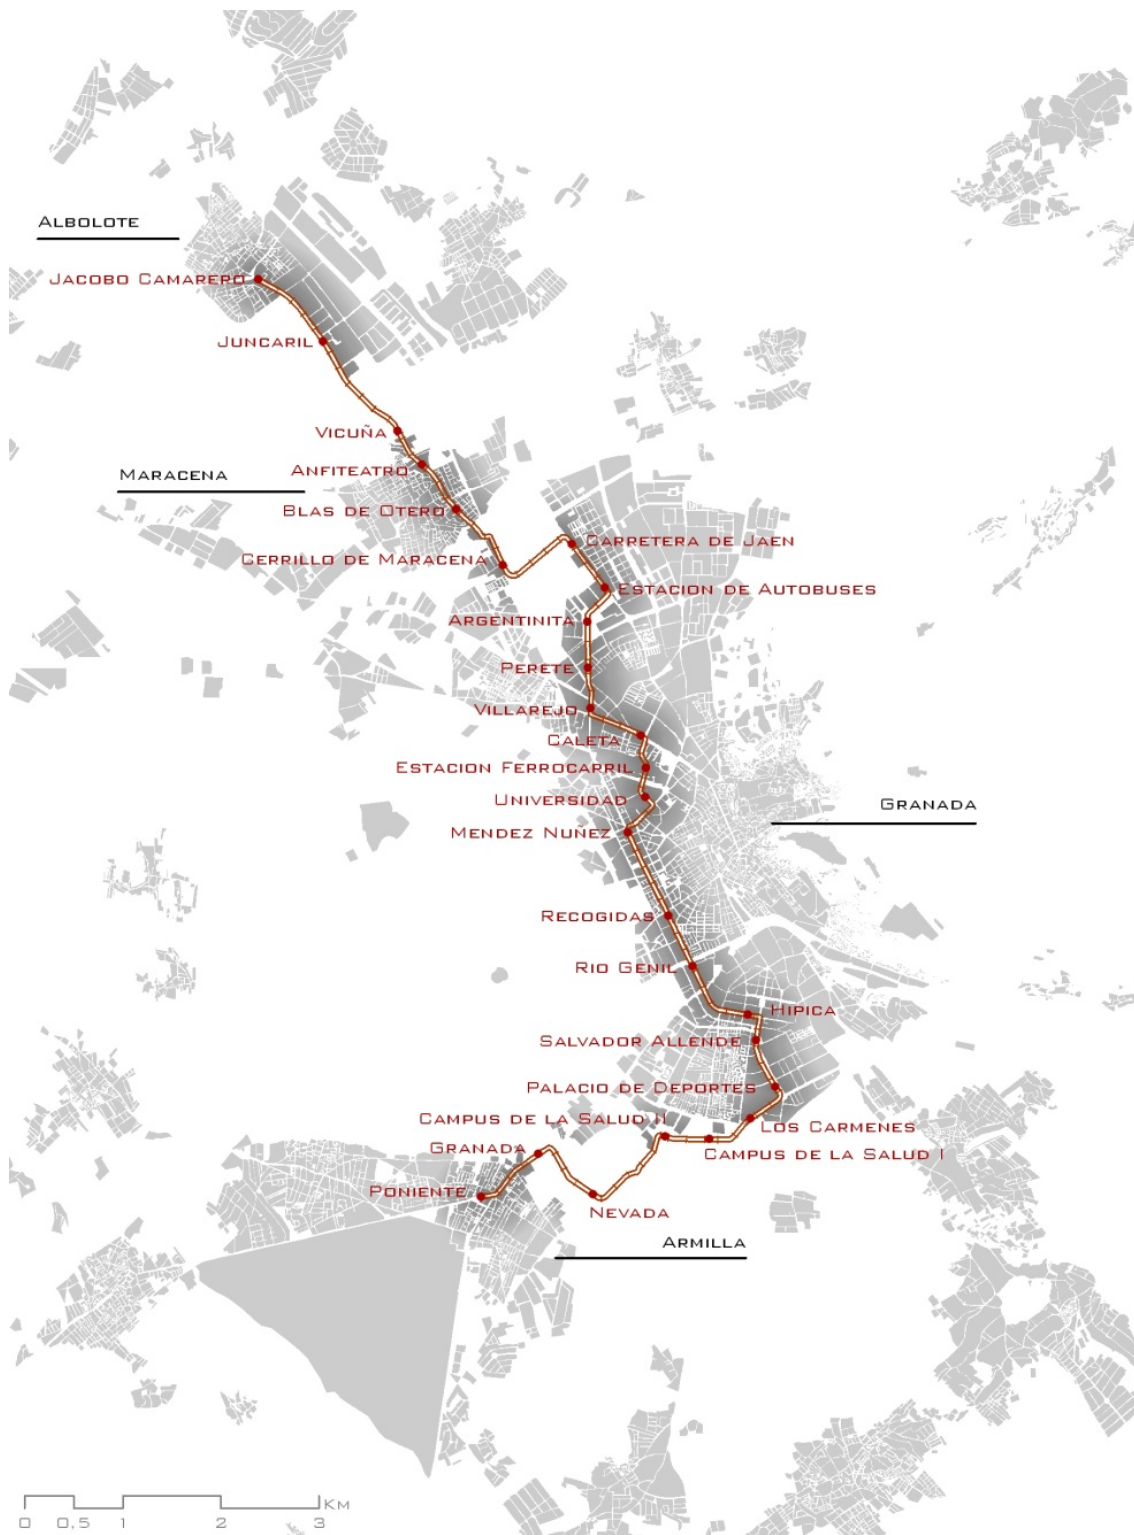 ALBOLOTE
JACOBO CAMARERO
JUNCARIL
VICUÑA
ANFITEATRO
MARACENA
BLAS DE OTERO
CARRETERA DE JAEN
CERRILLO DE MARACENA
ESTACION DE AUTOBUSES
ARGENTINITA
PERETE
VILLAREJO
CALETA
ESTACION FERROCARRIL
UNIVERSIDAD
GRANADA
MENDEZ NUÑEZ
RECOGIDAS
RIO GENIL
HIPICA
SALVADOR ALLENDE
PALACIO DE DEPORTES
CAMPUS DE LA SALUD II
LOS CARMENES
GRANADA
CAMPUS DE LA SALUD I
PONIENTE
NEVADA
ARMILLA
KM
0 0,5 1 2 3